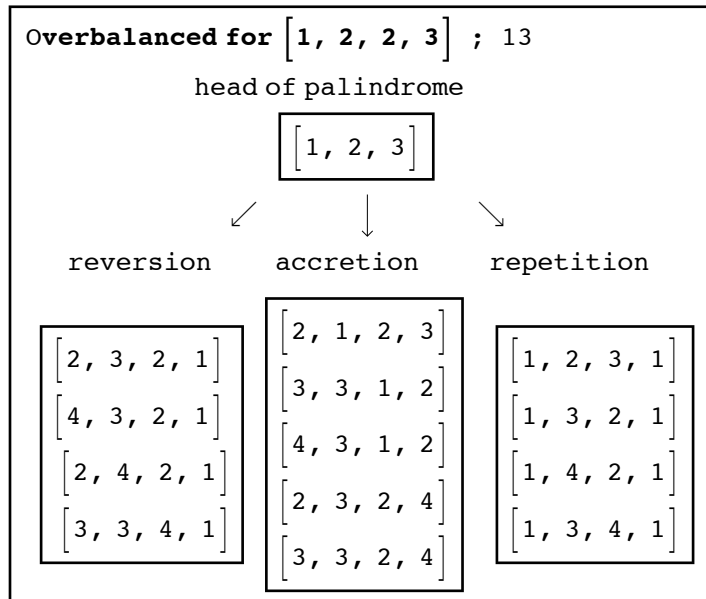 Overbalanced for [1, 2, 2, 3] ; 13
head of palindrome
[1, 2, 3]
↙ ↓ ↘
reversion accretion repetition
[2, 3, 2, 1]
[4, 3, 2, 1]
[2, 4, 2, 1]
[3, 3, 4, 1]
[2, 1, 2, 3]
[3, 3, 1, 2]
[4, 3, 1, 2]
[2, 3, 2, 4]
[3, 3, 2, 4]
[1, 2, 3, 1]
[1, 3, 2, 1]
[1, 4, 2, 1]
[1, 3, 4, 1]